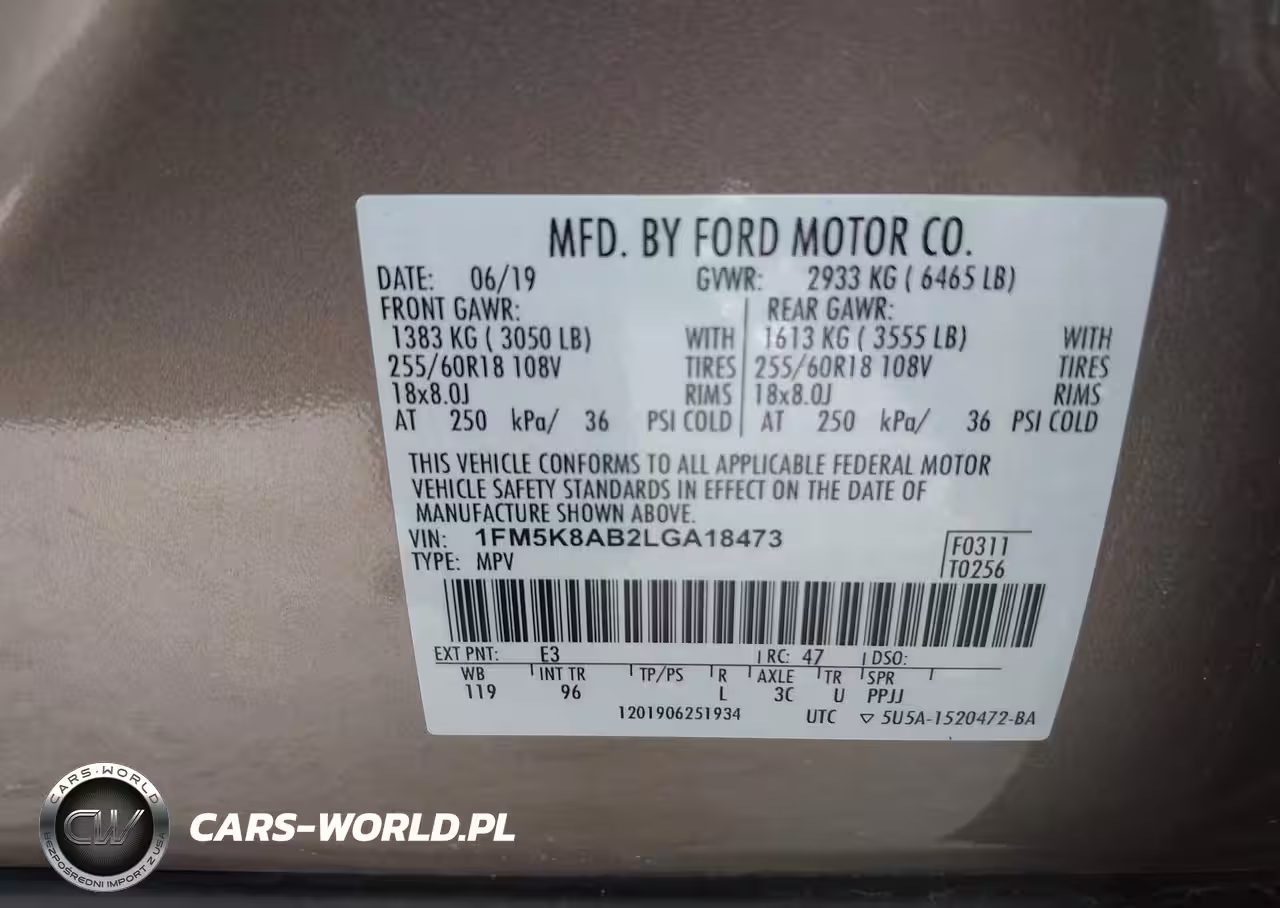 MFD. BY FORD MOTOR CO.
DATE: 06/19 GVWR: 2933 KG ( 6465 LB)
FRONT GAWR: REAR GAWR:
1383 KG ( 3050 LB) WITH 1613 KG ( 3555 LB) WITH
255/60R18 108V TIRES 255/60R18 108V TIRES
18x8.0J RIMS 18x8.0J RIMS
AT 250 kPa/ 36 PSI COLD AT 250 kPa/ 36 PSI COLD
THIS VEHICLE CONFORMS TO ALL APPLICABLE FEDERAL MOTOR
VEHICLE SAFETY STANDARDS IN EFFECT ON THE DATE OF
MANUFACTURE SHOWN ABOVE.
VIN: 1FM5K8AB2LGA18473
F0311
TYPE: MPV
T0256
EXT PNT: E3 RC: 47 DSO:
WB INT TR TP/PS R AXLE TR SPR
119 96 L 3C U PPJJ
1201906251934 UTC ▽ 5U5A-1520472-BA
CARS-WORLD
CW
BEZPOŚREDNI IMPORT Z USA
CARS-WORLD.PL